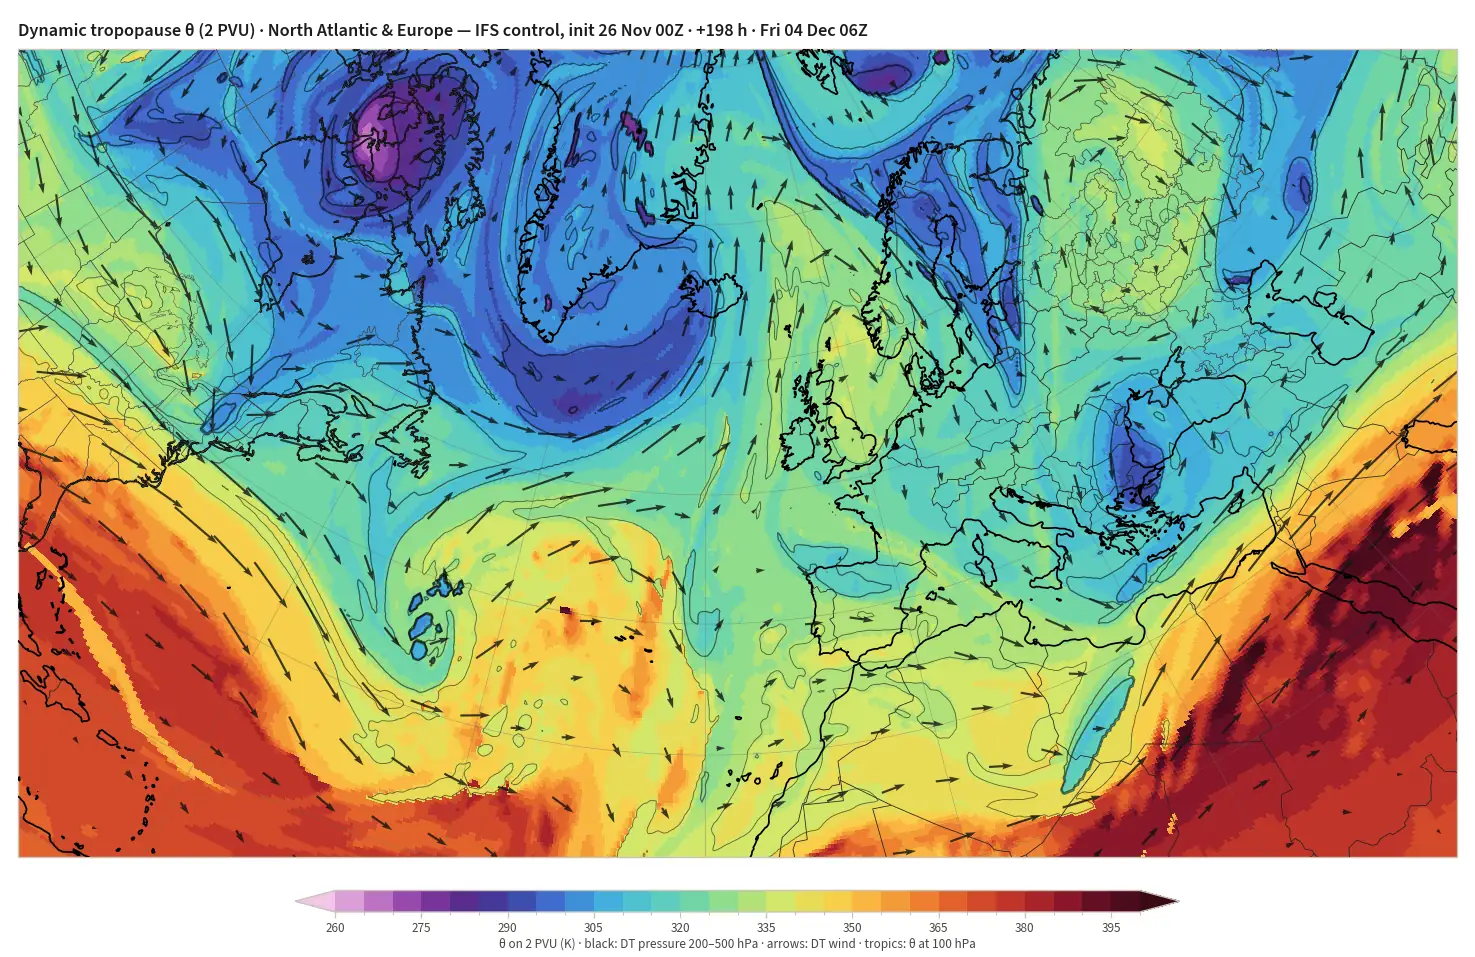 Dynamic tropopause θ (2 PVU) · North Atlantic & Europe — IFS control, init 26 Nov 00Z · +198 h · Fri 04 Dec 06Z
260 275 290 305 320 335 350 365 380 395
θ on 2 PVU (K) · black: DT pressure 200–500 hPa · arrows: DT wind · tropics: θ at 100 hPa